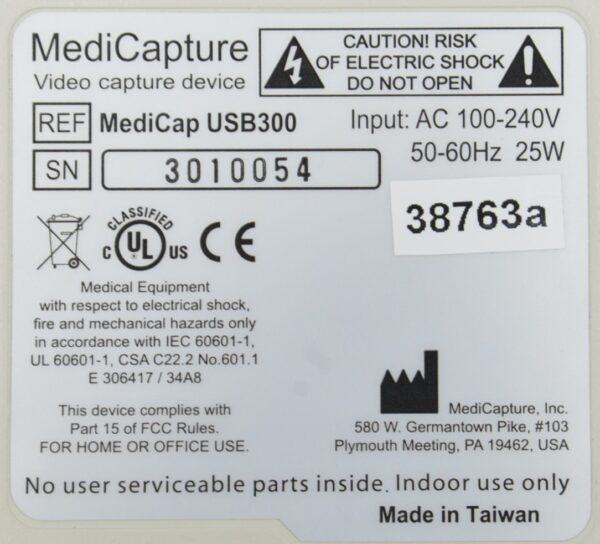 MediCapture
Video capture device
CAUTION! RISK
OF ELECTRIC SHOCK
DO NOT OPEN
REF MediCap USB300
SN 3010054
Input: AC 100-240V
50-60Hz 25W
38763a
CLASSIFIED
C UL US CE
Medical Equipment
with respect to electrical shock,
fire and mechanical hazards only
in accordance with IEC 60601-1,
UL 60601-1, CSA C22.2 No.601.1
E 306417 / 34A8
This device complies with
Part 15 of FCC Rules.
FOR HOME OR OFFICE USE.
MediCapture, Inc.
580 W. Germantown Pike, #103
Plymouth Meeting, PA 19462, USA
No user serviceable parts inside. Indoor use only
Made in Taiwan